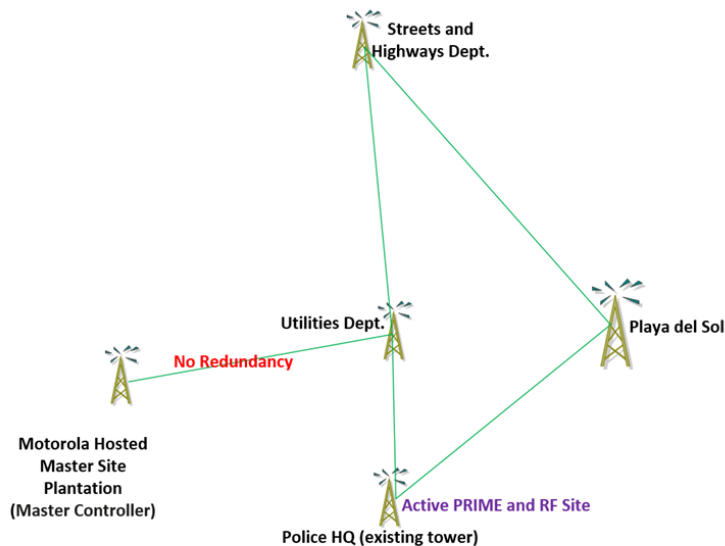 Streets and
Highways Dept.
Utilities Dept.
Playa del Sol
No Redundancy
Motorola Hosted
Master Site
Plantation
(Master Controller)
Active PRIME and RF Site
Police HQ (existing tower)